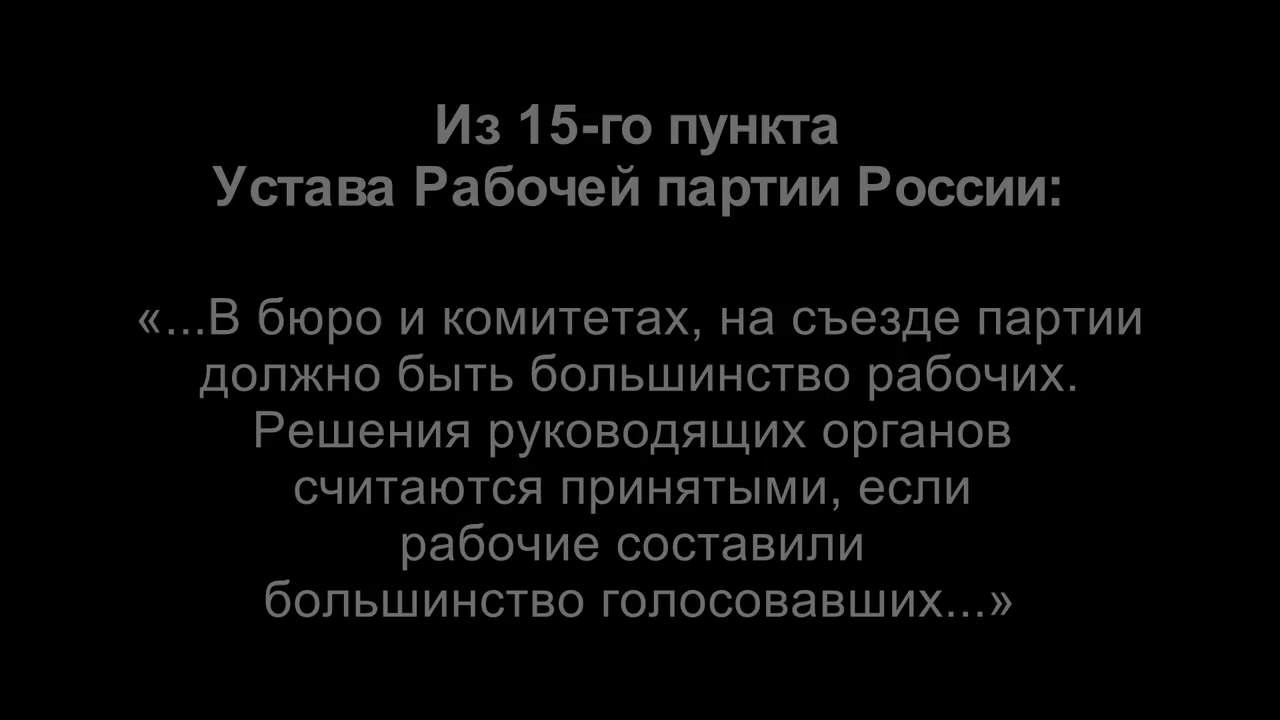 Из 15-го пункта
Устава Рабочей партии России:
«...В бюро и комитетах, на съезде партии
должно быть большинство рабочих.
Решения руководящих органов
считаются принятыми, если
рабочие составили
большинство голосовавших...»